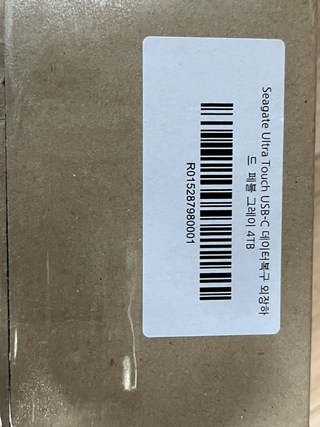 Seagate Ultra Touch USB-C 데이터복구 외장하
드 페블 그레이 4TB
R015287980001